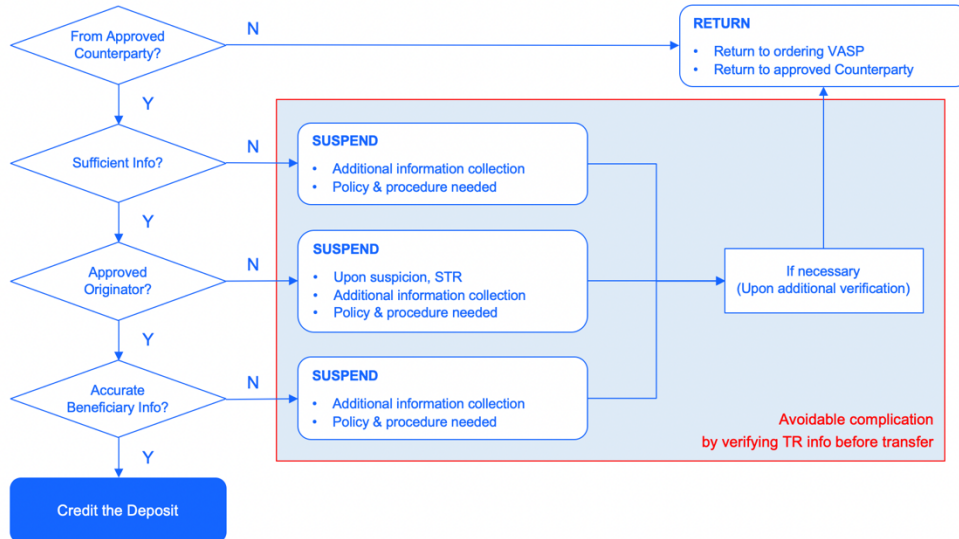 From Approved
Counterparty?
N
RETURN
• Return to ordering VASP
• Return to approved Counterparty
Y
Sufficient Info?
N
SUSPEND
• Additional information collection
• Policy & procedure needed
Y
Approved
Originator?
N
SUSPEND
• Upon suspicion, STR
• Additional information collection
• Policy & procedure needed
If necessary
(Upon additional verification)
Y
Accurate
Beneficiary Info?
N
SUSPEND
• Additional information collection
• Policy & procedure needed
Avoidable complication
by verifying TR info before transfer
Y
Credit the Deposit